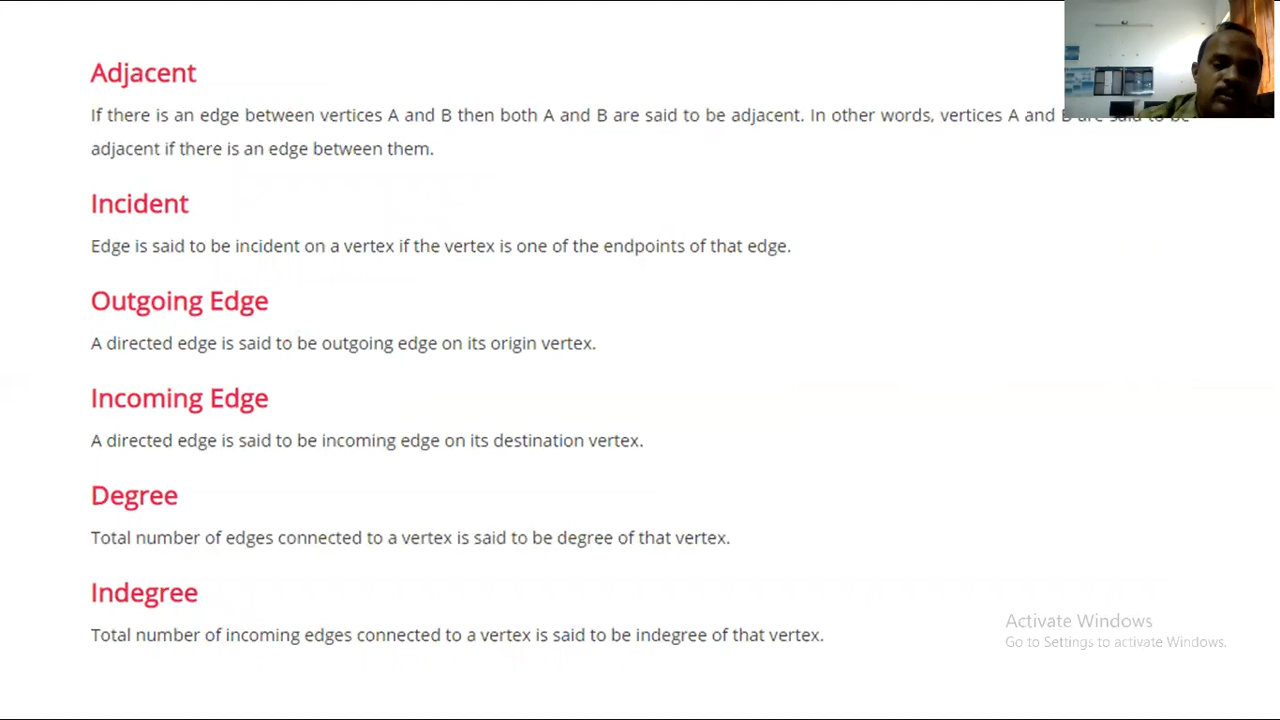 Adjacent
If there is an edge between vertices A and B then both A and B are said to be adjacent. In other words, vertices A and B are said to be
adjacent if there is an edge between them.
Incident
Edge is said to be incident on a vertex if the vertex is one of the endpoints of that edge.
Outgoing Edge
A directed edge is said to be outgoing edge on its origin vertex.
Incoming Edge
A directed edge is said to be incoming edge on its destination vertex.
Degree
Total number of edges connected to a vertex is said to be degree of that vertex.
Indegree
Total number of incoming edges connected to a vertex is said to be indegree of that vertex.
Activate Windows
Go to Settings to activate Windows.